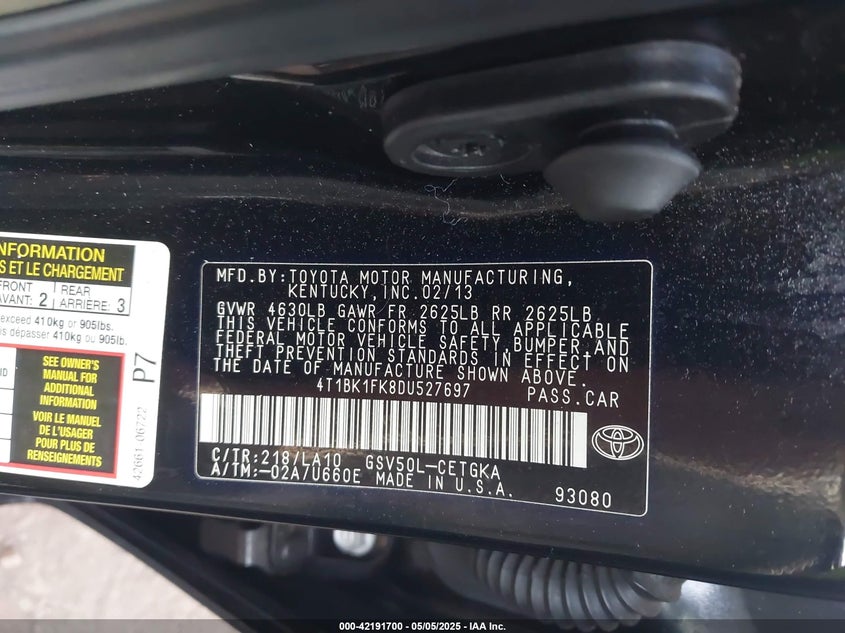 NFORMATION
S ET LE CHARGEMENT
FRONT
AVANT: 2
REAR
ARRIERE: 3
exceed 410kg or 905lbs.
s depasser 410kg ou 905lb.
SEE OWNER'S
MANUAL FOR
ADDITIONAL
INFORMATION
VOIR LE MANUEL
DE L'USAGER
POUR PLUS DE
RENSEIGNEMENTS
P7
42661-06722
MFD.BY:TOYOTA MOTOR MANUFACTURING,
KENTUCKY,INC.02/13
GVWR 4630LB GAWR FR 2625LB RR 2625LB
THIS VEHICLE CONFORMS TO ALL APPLICABLE
FEDERAL MOTOR VEHICLE SAFETY,BUMPER,AND
THEFT PREVENTION STANDARDS IN EFFECT ON
THE DATE OF MANUFACTURE SHOWN ABOVE.
4T1BK1FK8DU527697 PASS.CAR
C/TR:218/LA10 GSV50L-CETGKA
A/TM:-02A/U660E MADE IN U.S.A. 93080
000-42191700 - 05/05/2025 - IAA Inc.